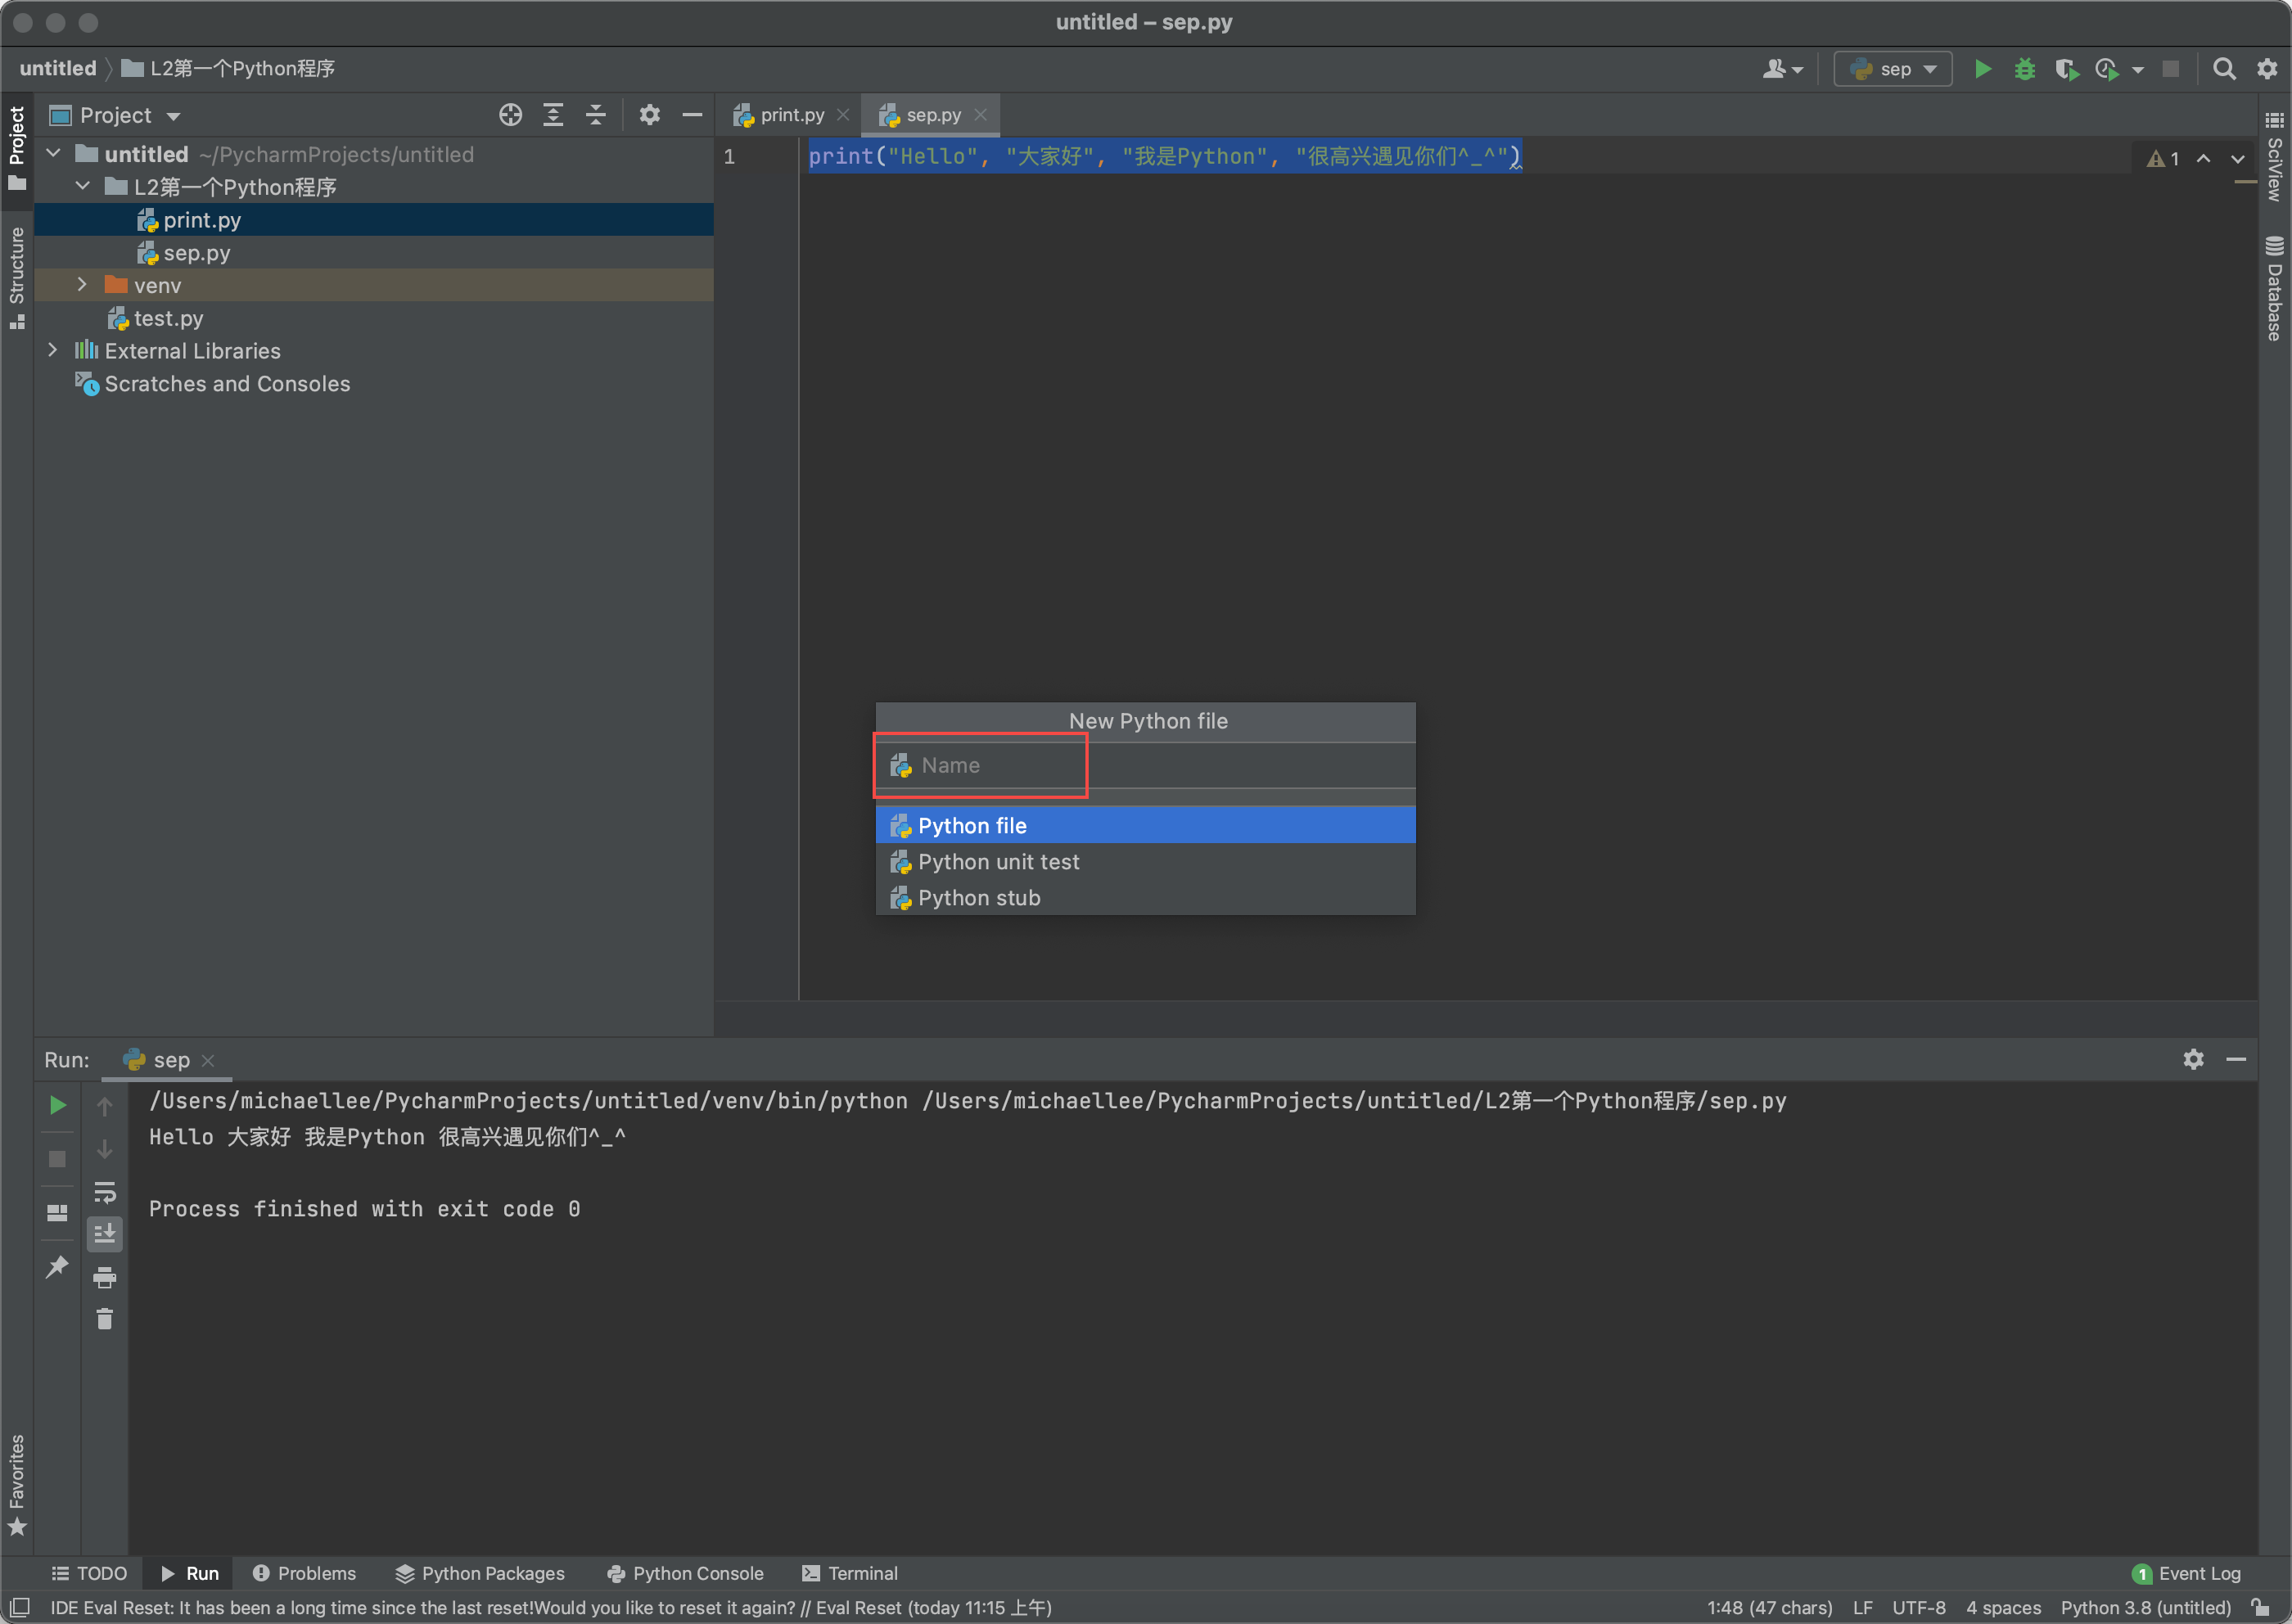 untitled – sep.py
untitled L2第一个Python程序
sep
Project
print.py
sep.py
Project
Structure
Favorites
untitled ~/PycharmProjects/untitled
L2第一个Python程序
print.py
sep.py
venv
test.py
External Libraries
Scratches and Consoles
1 print("Hello", "大家好", "我是Python", "很高兴遇见你们^_^")
1
SciView
Database
New Python file
Name
Python file
Python unit test
Python stub
Run: sep
/Users/michaellee/PycharmProjects/untitled/venv/bin/python /Users/michaellee/PycharmProjects/untitled/L2第一个Python程序/sep.py
Hello 大家好 我是Python 很高兴遇见你们^_^
Process finished with exit code 0
TODO Run Problems Python Packages Python Console Terminal 1 Event Log
IDE Eval Reset: It has been a long time since the last reset!Would you like to reset it again? // Eval Reset (today 11:15 上午) 1:48 (47 chars) LF UTF-8 4 spaces Python 3.8 (untitled)